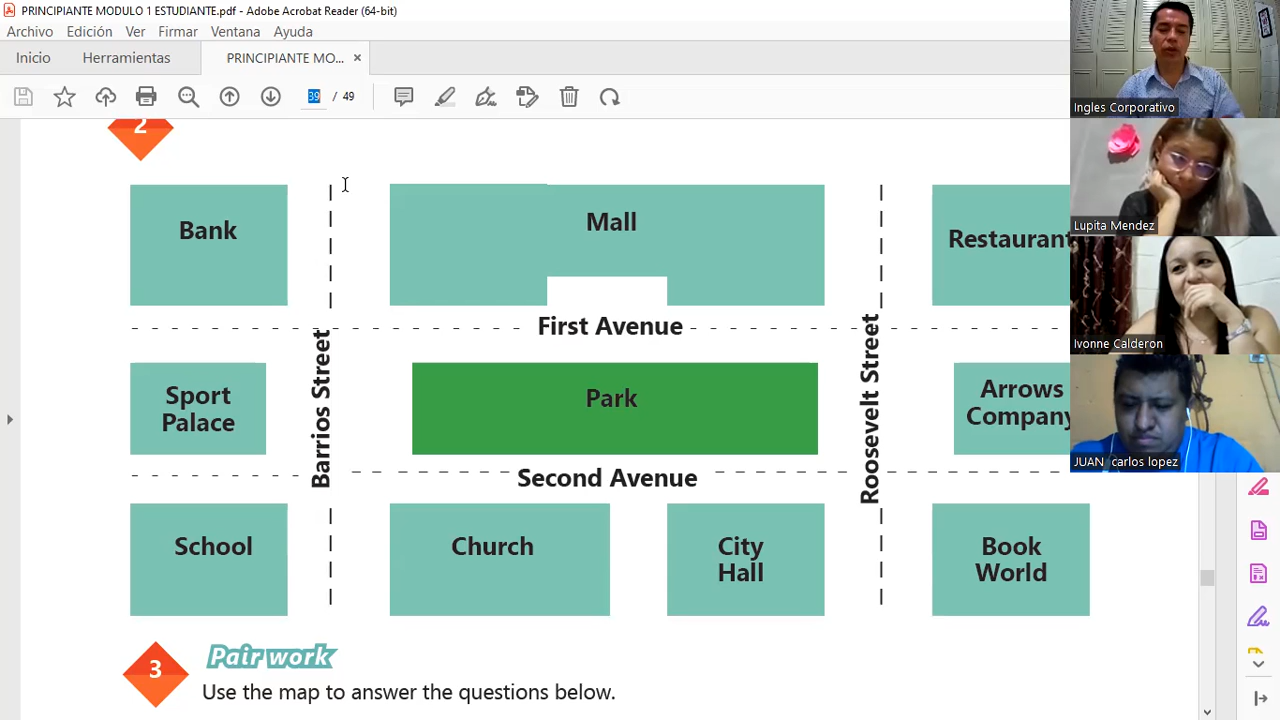 PRINCIPIANTE MODULO 1 ESTUDIANTE.pdf - Adobe Acrobat Reader (64-bit)
Archivo Edición Ver Firmar Ventana Ayuda
Inicio Herramientas PRINCIPIANTE MO... ×
39 / 49
2
Bank
Mall
Restaurant
First Avenue
Barrios Street
Roosevelt Street
Sport
Palace
Park
Arrows
Company
Second Avenue
School
Church
City
Hall
Book
World
3 Pair work
Use the map to answer the questions below.
Ingles Corporativo
Lupita Mendez
Ivonne Calderon
JUAN carlos lopez